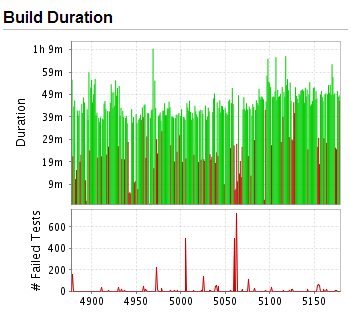 Build Duration
1h 9m
59m
49m
39m
29m
19m
9m
Duration
600
400
200
0
# Failed Tests
4900 4950 5000 5050 5100 5150